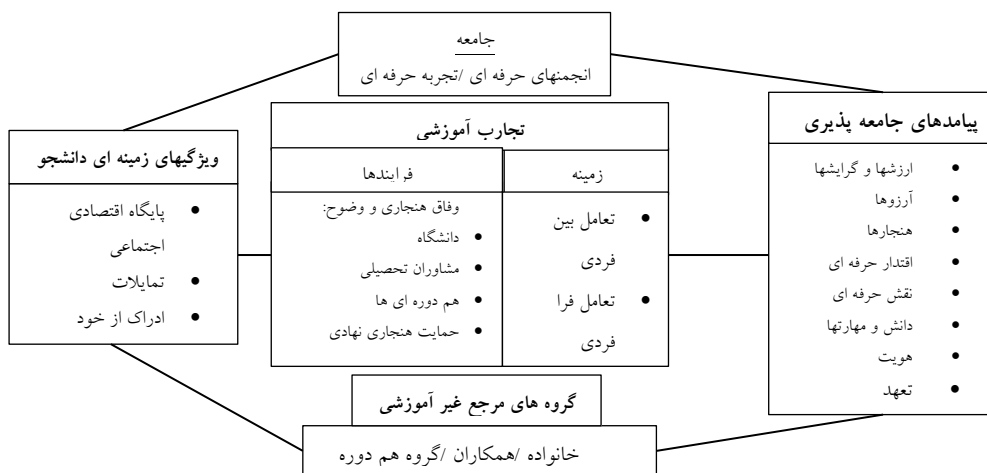 جامعه
انجمنهای حرفه ای /تجربه حرفه ای
پیامدهای جامعه پذیری
ارزشها و گرایشها
آرزوها
هنجارها
اقتدار حرفه ای
نقش حرفه ای
دانش و مهارتها
هویت
تعهد
تجارب آموزشی
زمینه
تعامل بین
فردی
تعامل فرا
فردی
فرایندها
وفاق هنجاری و وضوح:
دانشگاه
مشاوران تحصیلی
هم دوره ای ها
حمایت هنجاری نهادی
ویژگیهای زمینه ای دانشجو
پایگاه اقتصادی
اجتماعی
تمایلات
ادراک از خود
گروه های مرجع غیر آموزشی
خانواده /همکاران /گروه هم دوره